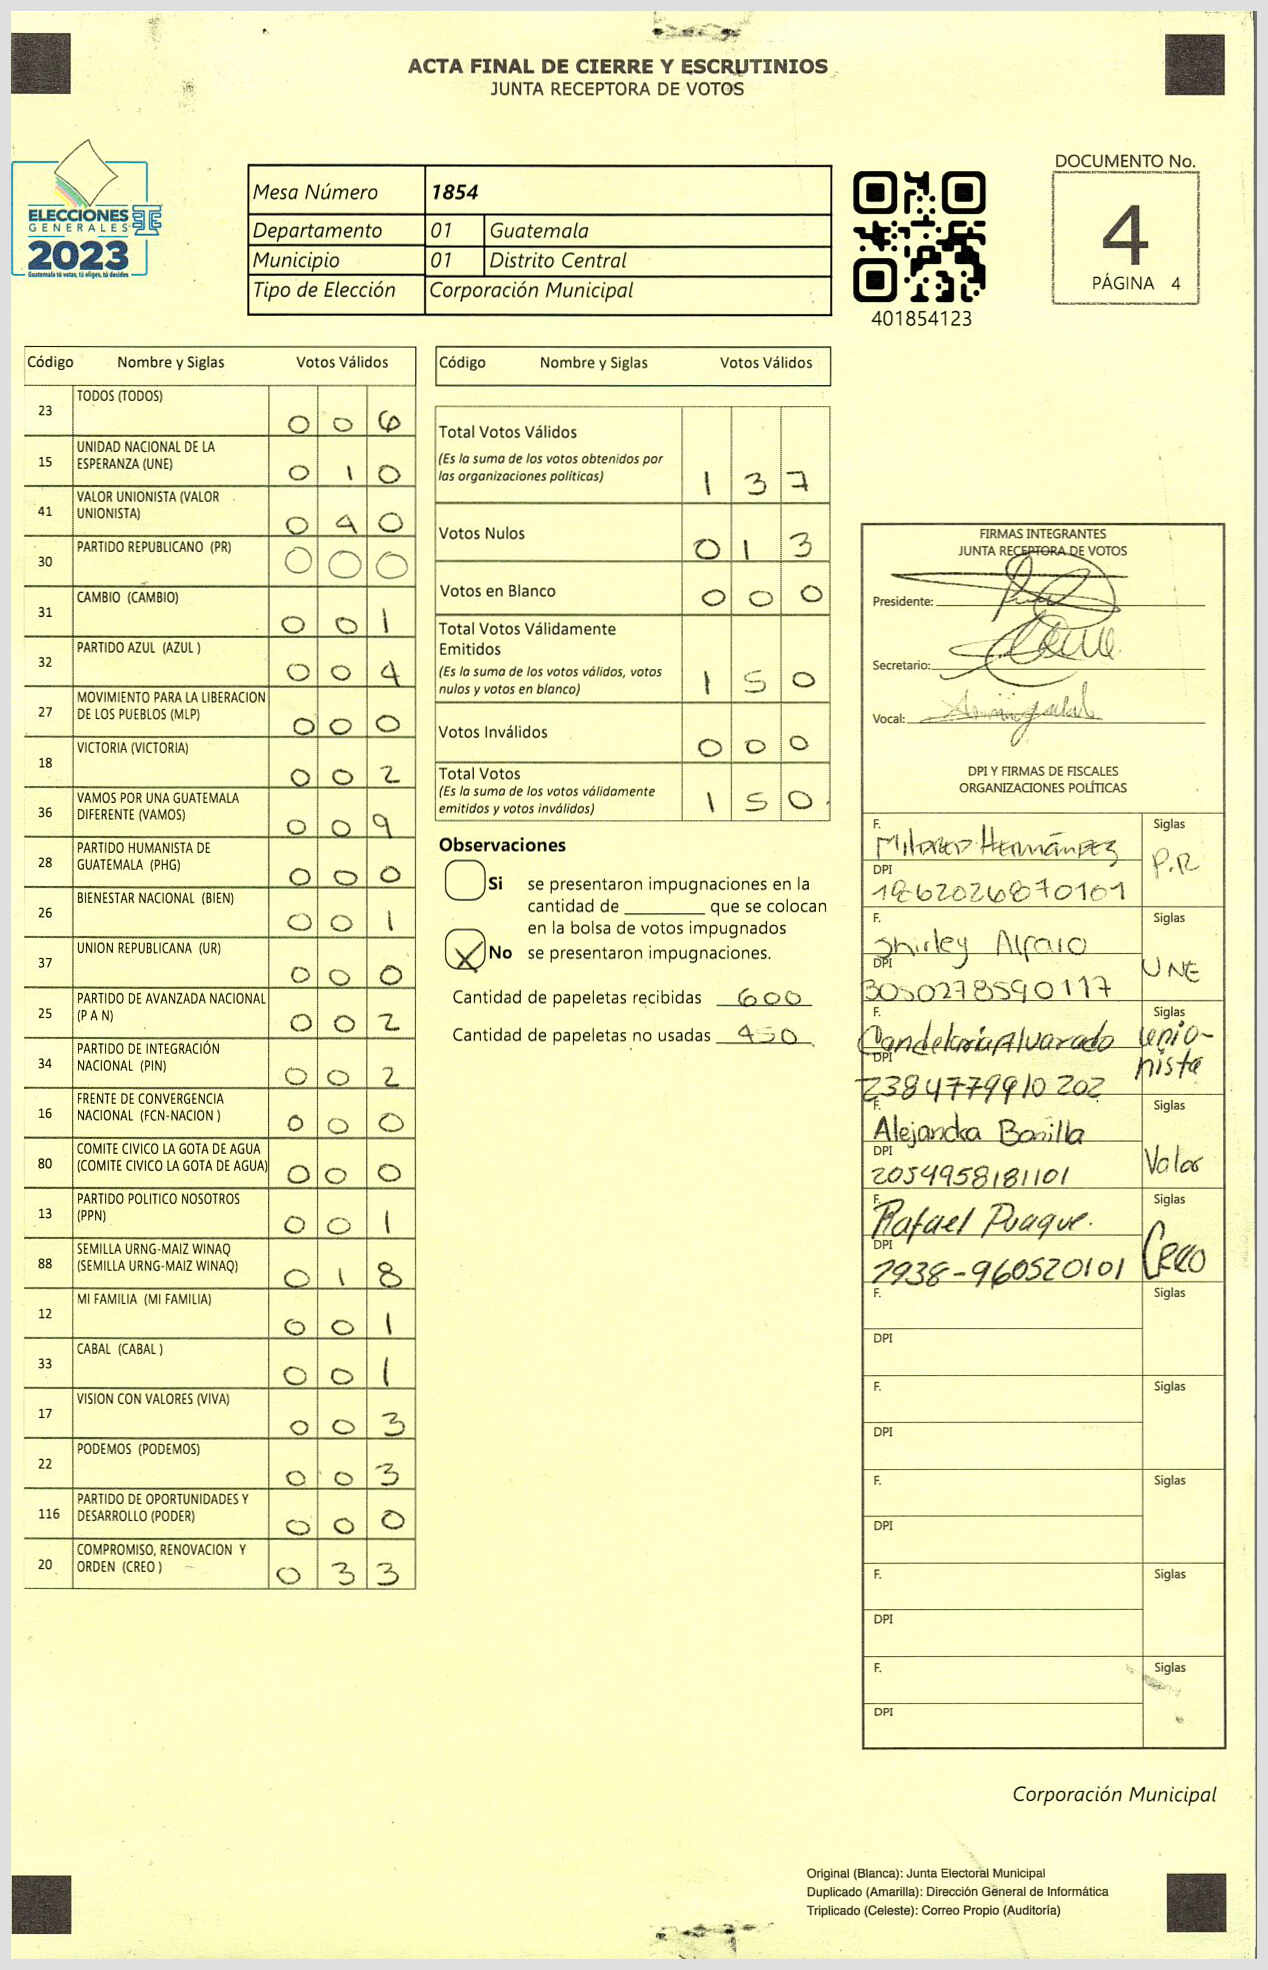 ACTA FINAL DE CIERRE Y ESCRUTINIOS
JUNTA RECEPTORA DE VOTOS
ELECCIONES
GENERALES
2023
Guatemala tú votas, tú eliges, tú decides
Mesa Número 1854
Departamento 01 Guatemala
Municipio 01 Distrito Central
Tipo de Elección Corporación Municipal
401854123
DOCUMENTO No.
4
PÁGINA 4
Código Nombre y Siglas Votos Válidos
23 TODOS (TODOS) 0 0 6
15 UNIDAD NACIONAL DE LA
ESPERANZA (UNE) 0 1 0
41 VALOR UNIONISTA (VALOR
UNIONISTA) 0 4 0
30 PARTIDO REPUBLICANO (PR) 0 0 0
31 CAMBIO (CAMBIO) 0 0 1
32 PARTIDO AZUL (AZUL ) 0 0 4
27 MOVIMIENTO PARA LA LIBERACION
DE LOS PUEBLOS (MLP) 0 0 0
18 VICTORIA (VICTORIA) 0 0 2
36 VAMOS POR UNA GUATEMALA
DIFERENTE (VAMOS) 0 0 9
28 PARTIDO HUMANISTA DE
GUATEMALA (PHG) 0 0 0
26 BIENESTAR NACIONAL (BIEN) 0 0 1
37 UNION REPUBLICANA (UR) 0 0 0
25 PARTIDO DE AVANZADA NACIONAL
(P A N) 0 0 2
34 PARTIDO DE INTEGRACIÓN
NACIONAL (PIN) 0 0 2
16 FRENTE DE CONVERGENCIA
NACIONAL (FCN-NACION ) 0 0 0
80 COMITE CIVICO LA GOTA DE AGUA
(COMITE CIVICO LA GOTA DE AGUA) 0 0 0
13 PARTIDO POLITICO NOSOTROS
(PPN) 0 0 1
88 SEMILLA URNG-MAIZ WINAQ
(SEMILLA URNG-MAIZ WINAQ) 0 1 8
12 MI FAMILIA (MI FAMILIA) 0 0 1
33 CABAL (CABAL ) 0 0 1
17 VISION CON VALORES (VIVA) 0 0 3
22 PODEMOS (PODEMOS) 0 0 3
116 PARTIDO DE OPORTUNIDADES Y
DESARROLLO (PODER) 0 0 0
20 COMPROMISO, RENOVACION Y
ORDEN (CREO ) 0 3 3
Código Nombre y Siglas Votos Válidos
Total Votos Válidos
(Es la suma de los votos obtenidos por
las organizaciones políticas) 1 3 7
Votos Nulos 0 1 3
Votos en Blanco 0 0 0
Total Votos Válidamente
Emitidos
(Es la suma de los votos válidos, votos
nulos y votos en blanco) 1 5 0
Votos Inválidos 0 0 0
Total Votos
(Es la suma de los votos válidamente
emitidos y votos inválidos) 1 5 0
Observaciones
Si se presentaron impugnaciones en la
cantidad de ________ que se colocan
en la bolsa de votos impugnados
X No se presentaron impugnaciones.
Cantidad de papeletas recibidas 600
Cantidad de papeletas no usadas 450
FIRMAS INTEGRANTES
JUNTA RECEPTORA DE VOTOS
Presidente:
Secretario:
Vocal:
DPI Y FIRMAS DE FISCALES
ORGANIZACIONES POLÍTICAS
F. Siglas
Mildred Hernández P.R
DPI
1862026870101
F. Siglas
Shirley Alfaro UNE
DPI
3050278590117
F. Siglas
Candelaria Alvarado Unio-
DPI nista
2384779910202
F. Siglas
Alejandra Bonilla Valor
DPI
2054958181101
F. Siglas
Rafael Puaque. Creo
DPI
2938-960520101
F. Siglas
DPI
F. Siglas
DPI
F. Siglas
DPI
F. Siglas
DPI
F. Siglas
DPI
Corporación Municipal
Original (Blanca): Junta Electoral Municipal
Duplicado (Amarilla): Dirección General de Informática
Triplicado (Celeste): Correo Propio (Auditoría)